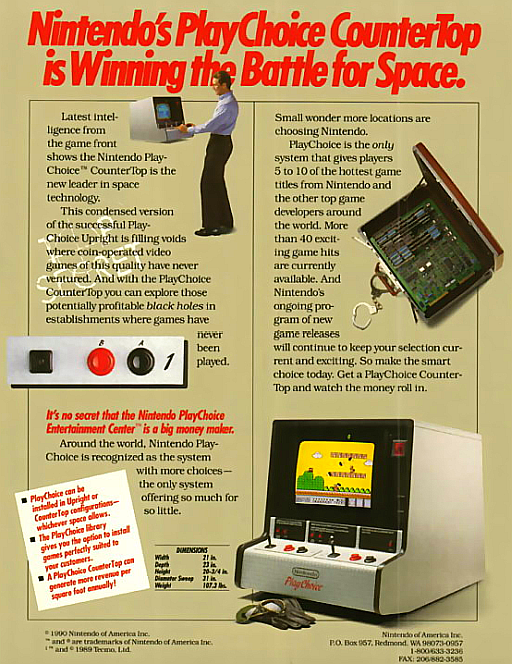 Nintendo's PlayChoice CounterTop
is Winning the Battle for Space.
Latest intel-
ligence from
the game front
shows the Nintendo Play-
Choice™ CounterTop is the
new leader in space
technology.
This condensed version
of the successful Play-
Choice Upright is filling voids
where coin-operated video
games of this quality have never
ventured. And with the PlayChoice
CounterTop you can explore those
potentially profitable black holes in
establishments where games have
never
been
played.
B A 1
It's no secret that the Nintendo PlayChoice
Entertainment Center™ is a big money maker.
Around the world, Nintendo Play-
Choice is recognized as the system
with more choices—
the only system
offering so much for
so little.
■ PlayChoice can be
installed in Upright or
CounterTop configurations—
whichever space allows.
■ The PlayChoice library
gives you the option to install
games perfectly suited to
your customers.
■ A PlayChoice CounterTop can
generate more revenue per
square foot annually!
DIMENSIONS
Width 21 in.
Depth 23 in.
Height 20-3/4 in.
Diameter Sweep 31 in.
Weight 107.3 lbs.
Small wonder more locations are
choosing Nintendo.
PlayChoice is the only
system that gives players
5 to 10 of the hottest game
titles from Nintendo and
the other top game
developers around
the world. More
than 40 excit-
ing game hits
are currently
available. And
Nintendo's
ongoing pro-
gram of new
game releases
will continue to keep your selection cur-
rent and exciting. So make the smart
choice today. Get a PlayChoice Counter-
Top and watch the money roll in.
Nintendo
PlayChoice
© 1990 Nintendo of America Inc.
™ and ® are trademarks of Nintendo of America Inc.
™ and © 1989 Tecmo, Ltd.
Nintendo of America Inc.
P.O. Box 957, Redmond, WA 98073-0957
1-800/633-3236
FAX: 206/882-3585